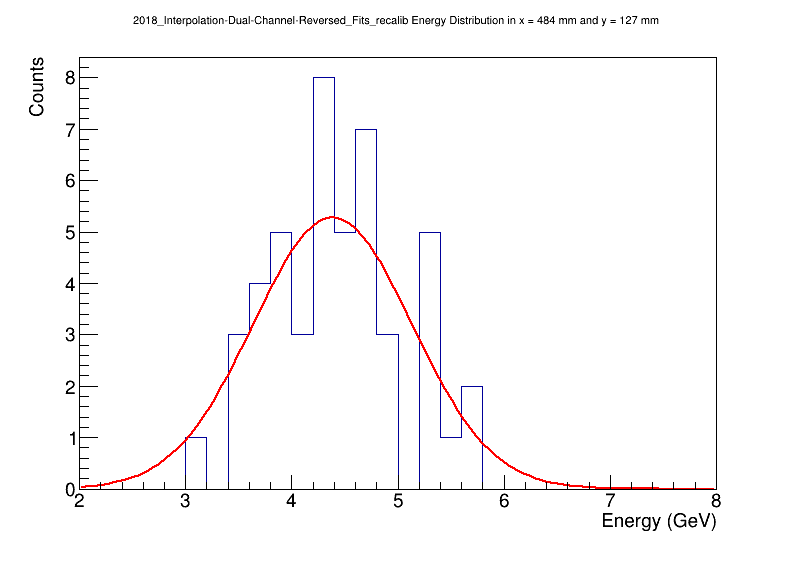 2018_Interpolation-Dual-Channel-Reversed_Fits_recalib Energy Distribution in x = 484 mm and y = 127 mm
Counts
8
7
6
5
4
3
2
1
0
2 3 4 5 6 7 8
Energy (GeV)